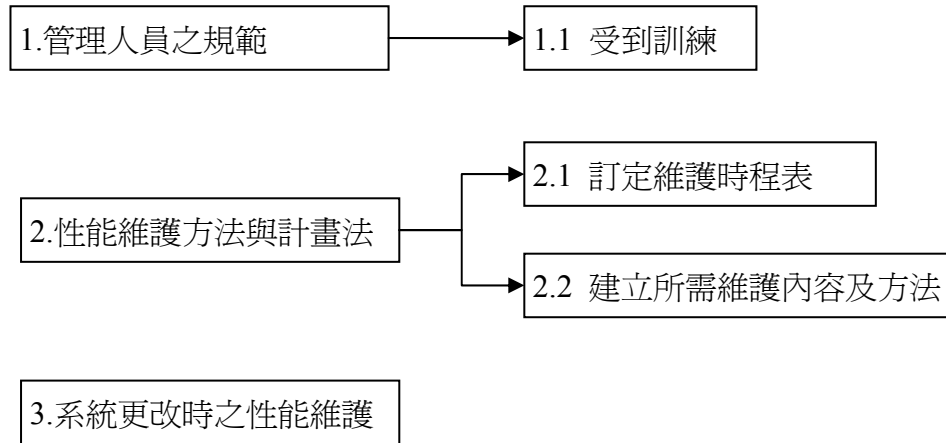 1.管理人員之規範
1.1 受到訓練
2.性能維護方法與計畫法
2.1 訂定維護時程表
2.2 建立所需維護內容及方法
3.系統更改時之性能維護